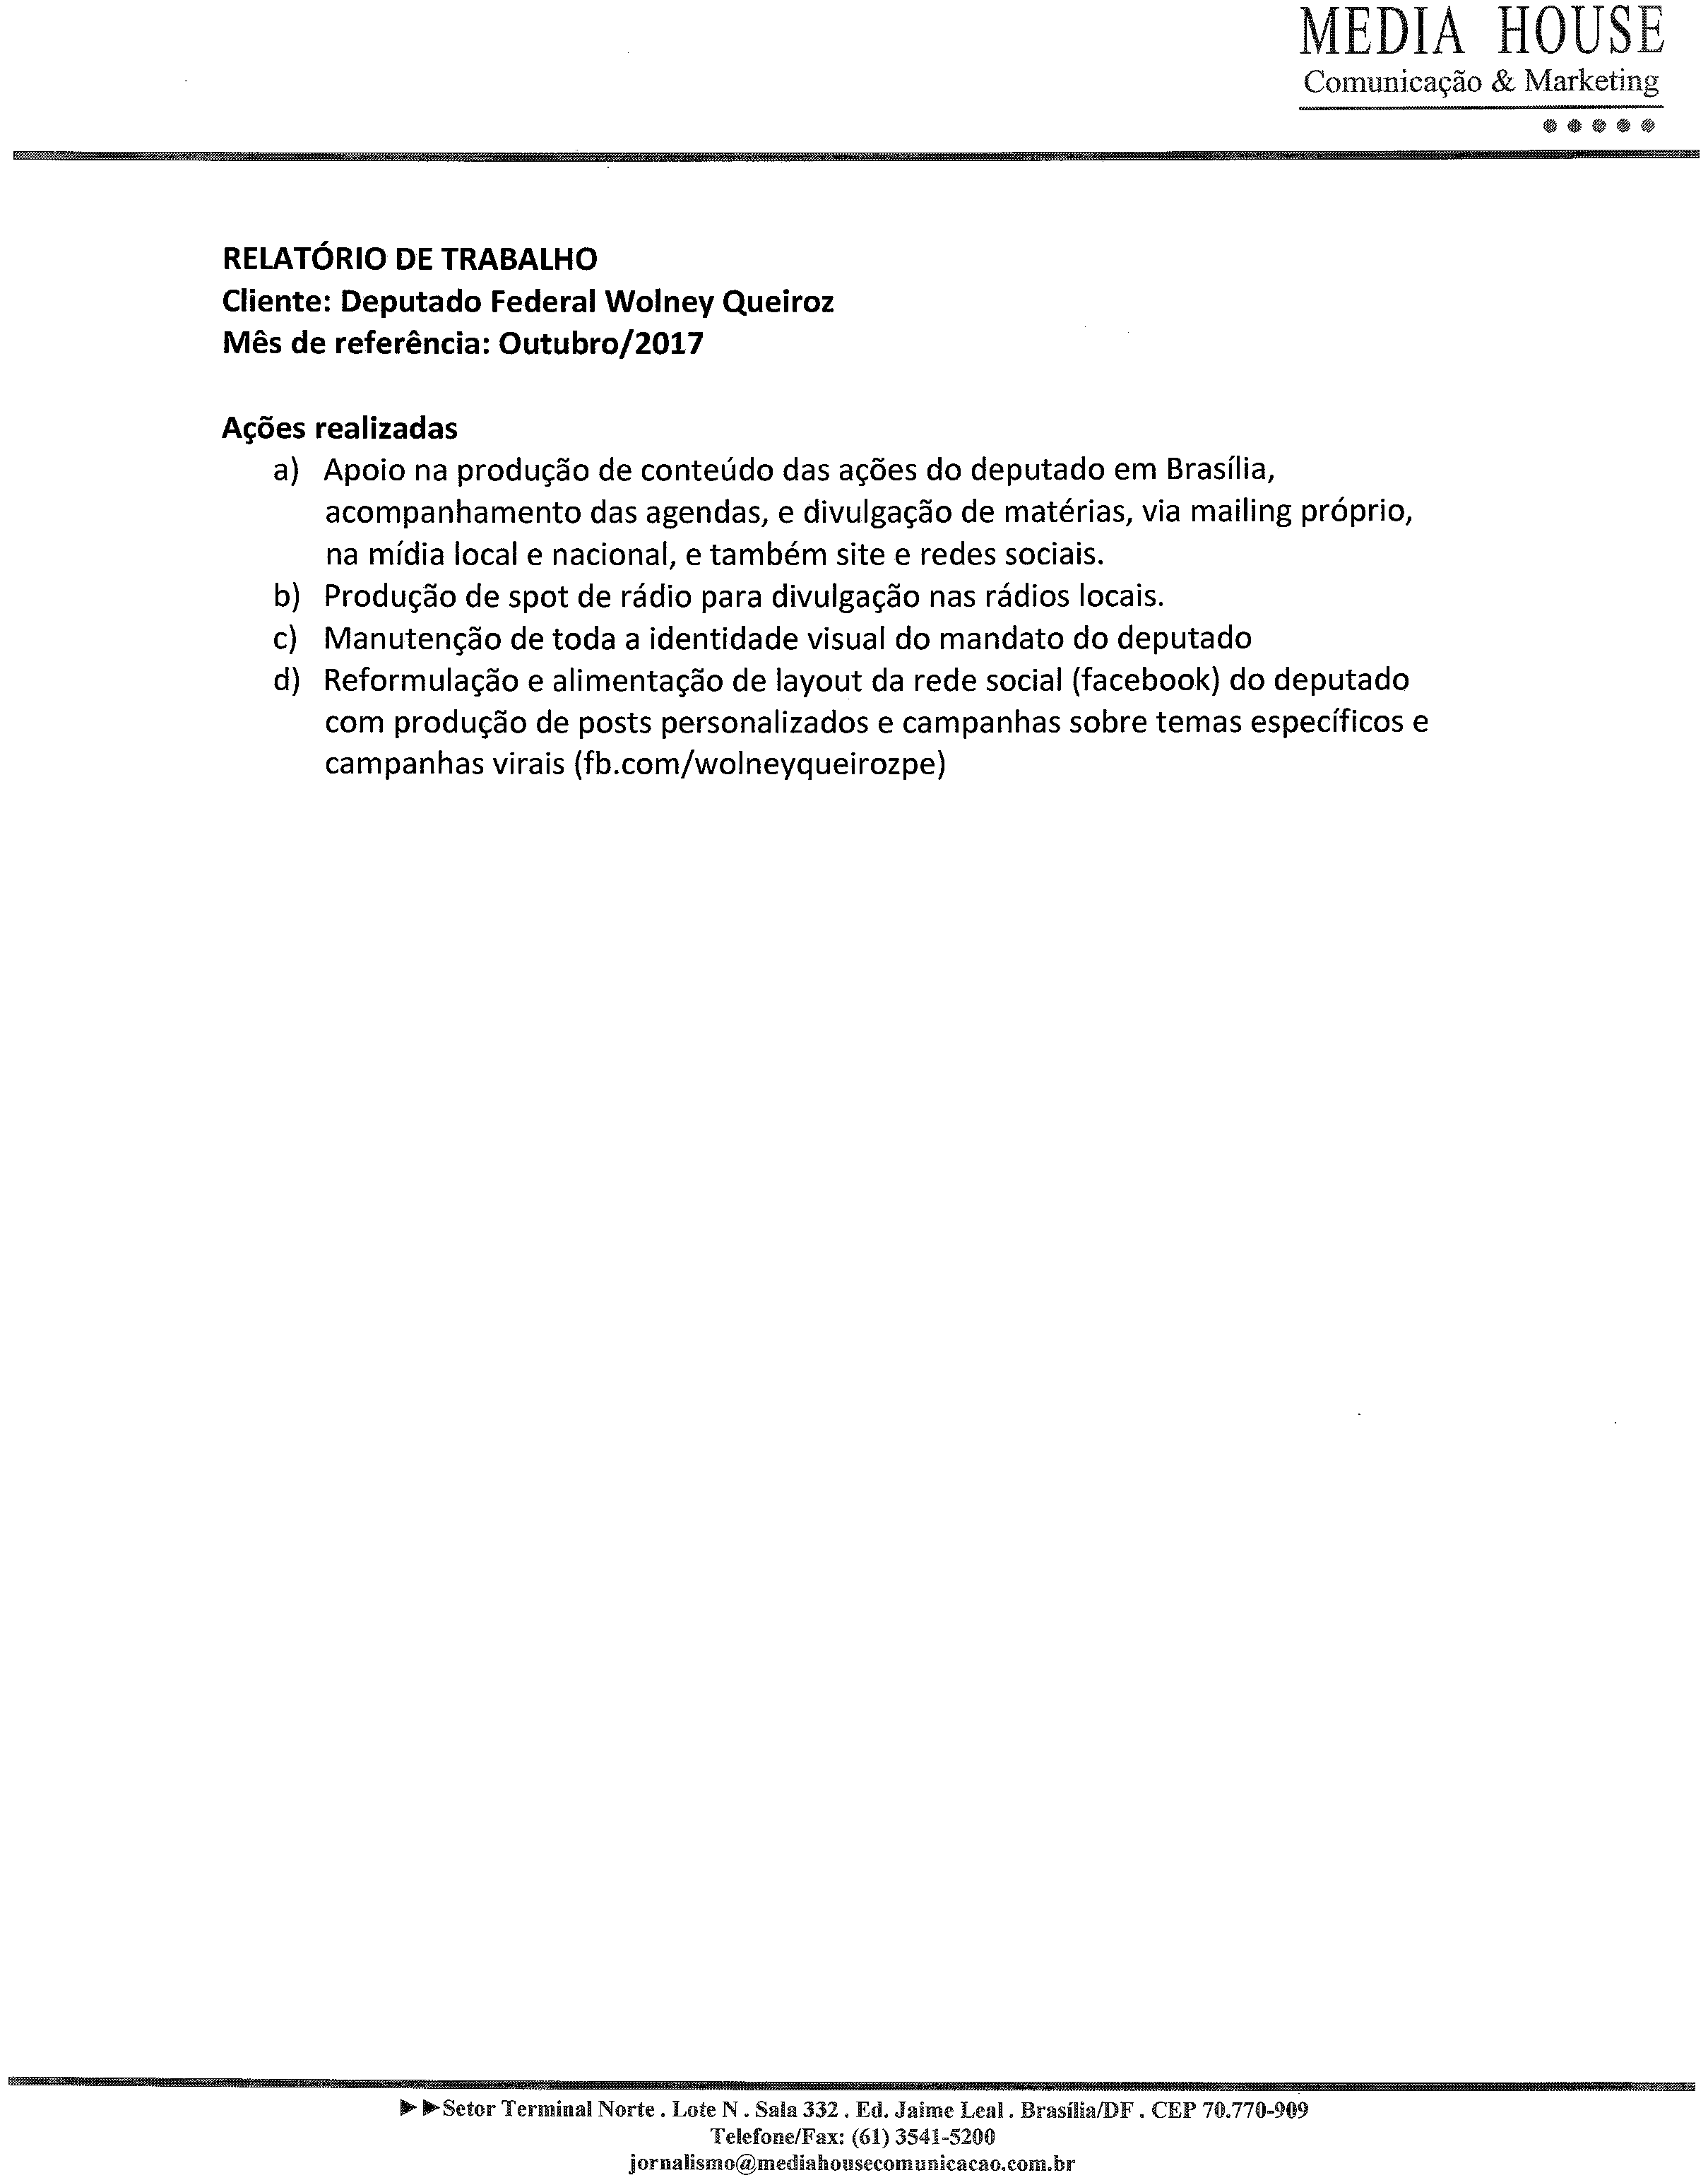 MEDIA HOUSE
Comunicação & Marketing
RELATÓRIO DE TRABALHO
Cliente: Deputado Federal Wolney Queiroz
Mês de referência: Outubro/2017
Ações realizadas
a) Apoio na produção de conteúdo das ações do deputado em Brasília,
acompanhamento das agendas, e divulgação de matérias, via mailing próprio,
na mídia local e nacional, e também site e redes sociais.
b) Produção de spot de rádio para divulgação nas rádios locais.
c) Manutenção de toda a identidade visual do mandato do deputado
d) Reformulação e alimentação de layout da rede social (facebook) do deputado
com produção de posts personalizados e campanhas sobre temas específicos e
campanhas virais (fb.com/wolneyqueirozpe)
Setor Terminal Norte . Lote N . Sala 332 . Ed. Jaime Leal . Brasília/DF . CEP 70.770-909
Telefone/Fax: (61) 3541-5200
jornalismo@mediahousecomunicacao.com.br